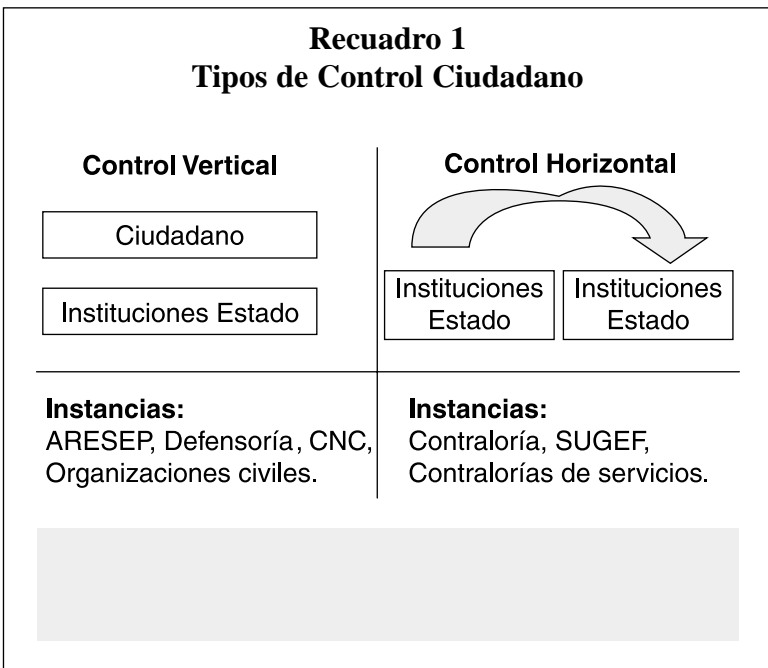 Recuadro 1
Tipos de Control Ciudadano
Control Vertical
Ciudadano
Instituciones Estado
Instancias:
ARESEP, Defensoría, CNC,
Organizaciones civiles.
Control Horizontal
Instituciones
Estado
Instituciones
Estado
Instancias:
Contraloría, SUGEF,
Contralorías de servicios.